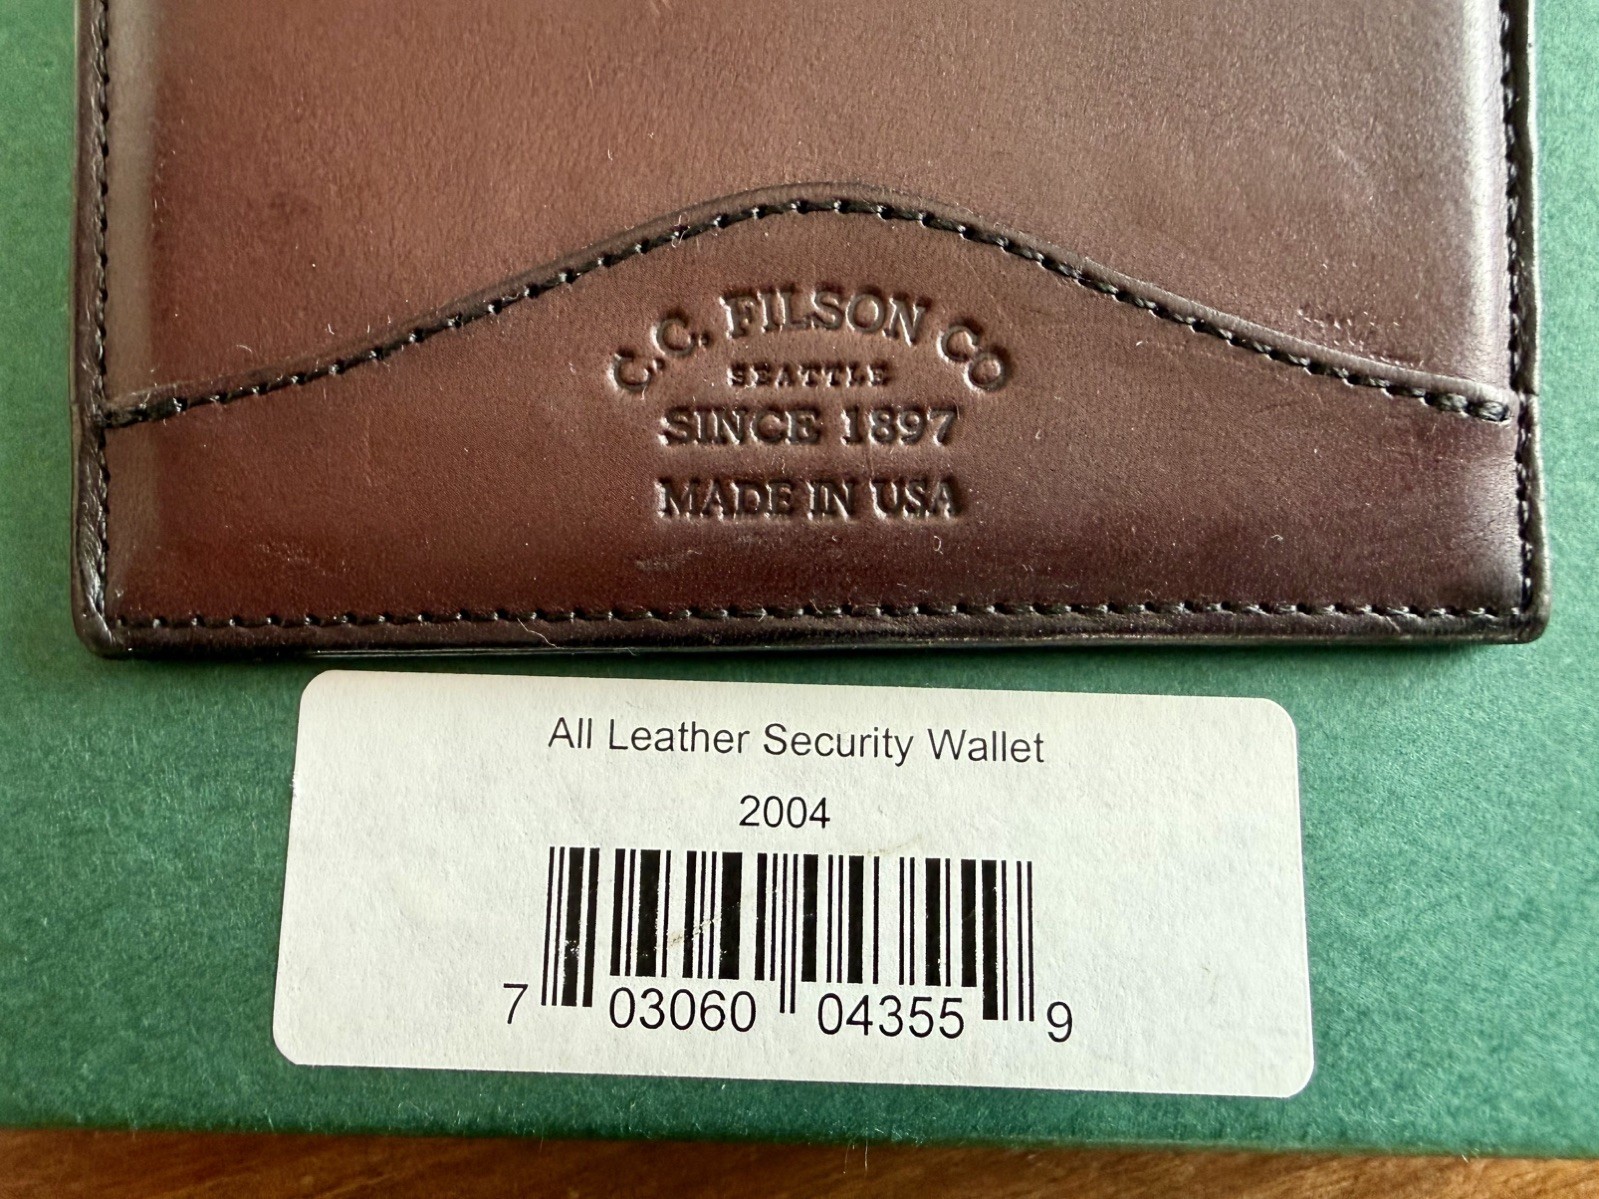 C.C. FILSON CO
SEATTLE
SINCE 1897
MADE IN USA
All Leather Security Wallet
2004
7 03060 04355 9